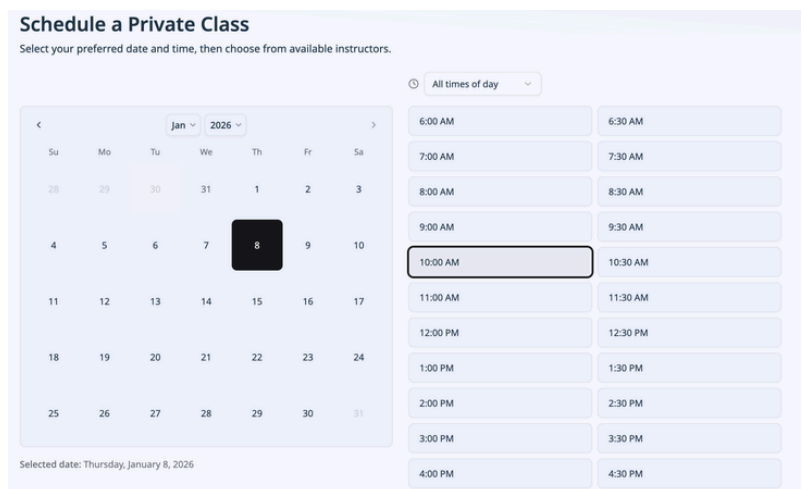 Schedule a Private Class
Select your preferred date and time, then choose from available instructors.
All times of day
Jan 2026
Su Mo Tu We Th Fr Sa
28 29 30 31 1 2 3
4 5 6 7 8 9 10
11 12 13 14 15 16 17
18 19 20 21 22 23 24
25 26 27 28 29 30 31
Selected date: Thursday, January 8, 2026
6:00 AM 6:30 AM
7:00 AM 7:30 AM
8:00 AM 8:30 AM
9:00 AM 9:30 AM
10:00 AM 10:30 AM
11:00 AM 11:30 AM
12:00 PM 12:30 PM
1:00 PM 1:30 PM
2:00 PM 2:30 PM
3:00 PM 3:30 PM
4:00 PM 4:30 PM